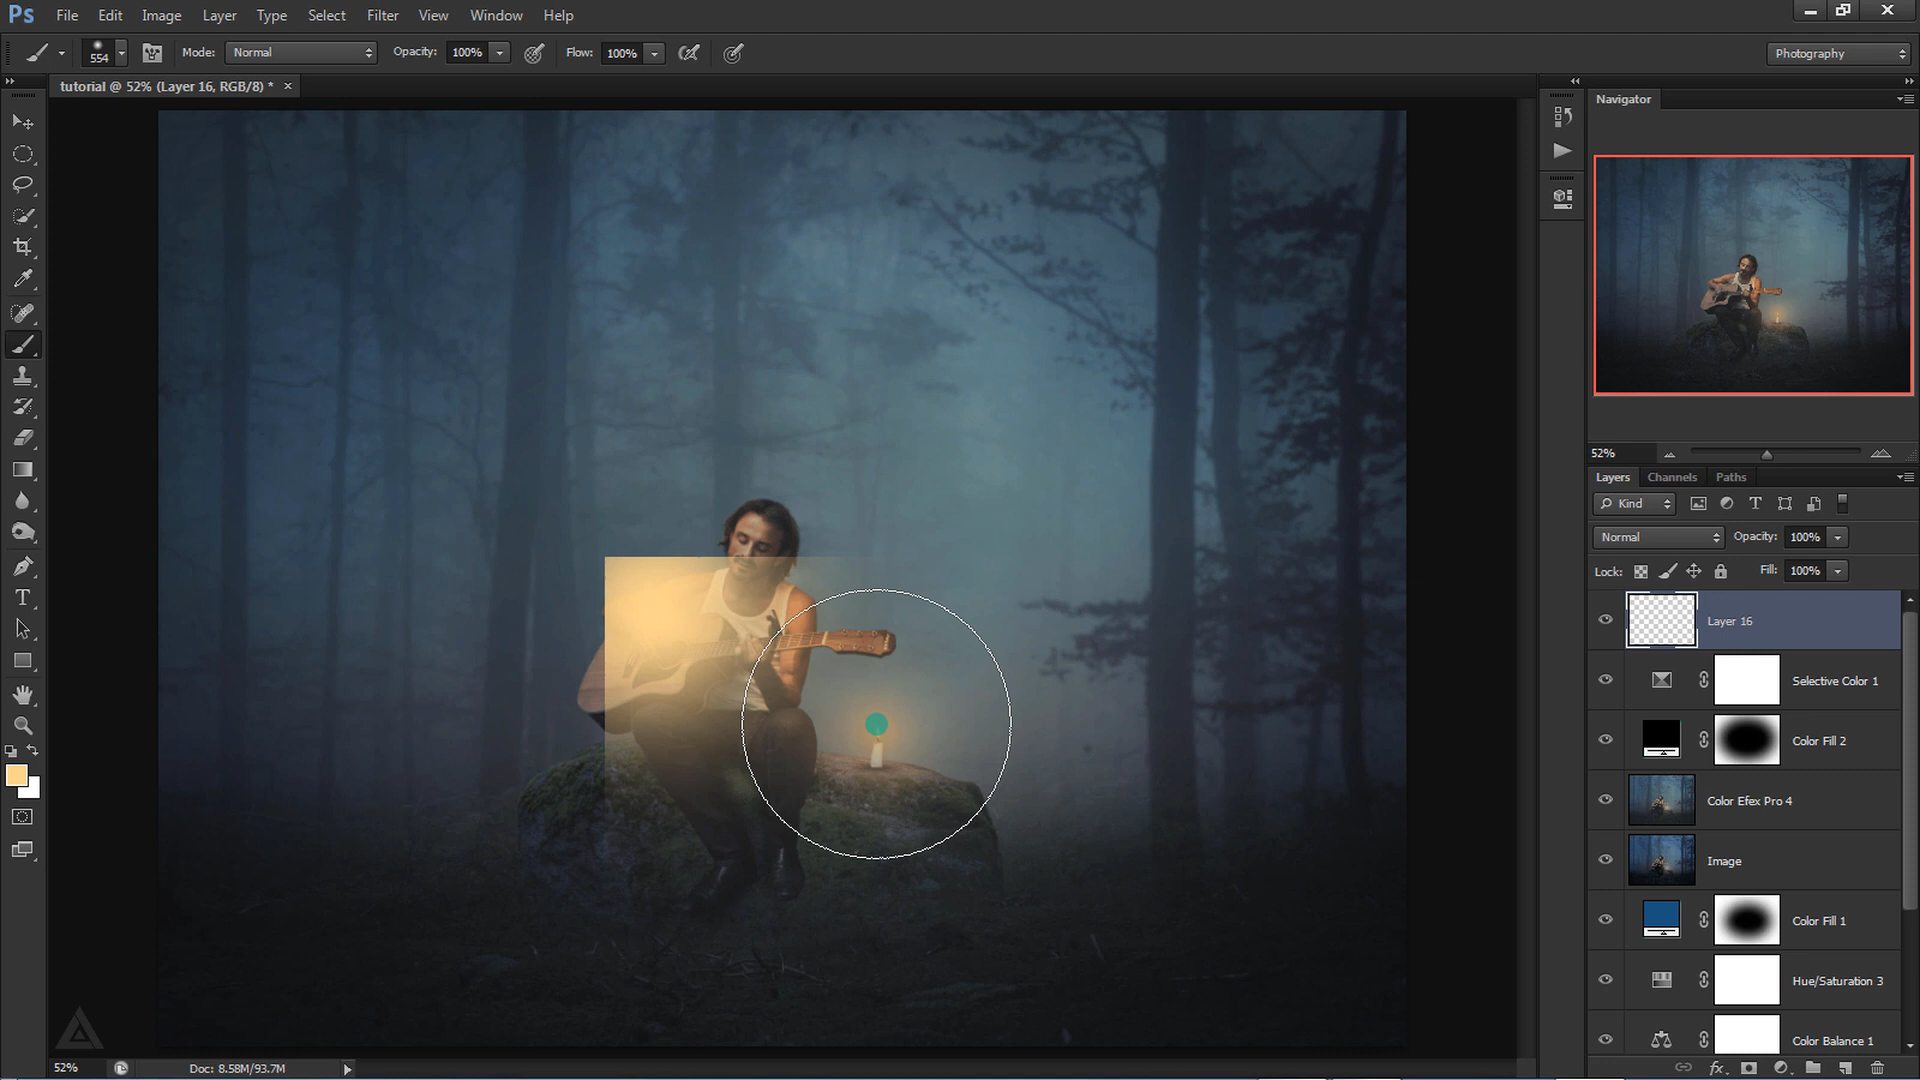 Ps File Edit Image Layer Type Select Filter View Window Help
554 Mode: Normal Opacity: 100% Flow: 100% Photography
tutorial @ 52% (Layer 16, RGB/8) * ×
Navigator
52%
Layers Channels Paths
Kind
Normal Opacity: 100%
Lock: Fill: 100%
Layer 16
Selective Color 1
Color Fill 2
Color Efex Pro 4
Image
Color Fill 1
Hue/Saturation 3
Color Balance 1
52% Doc: 8.58M/93.7M